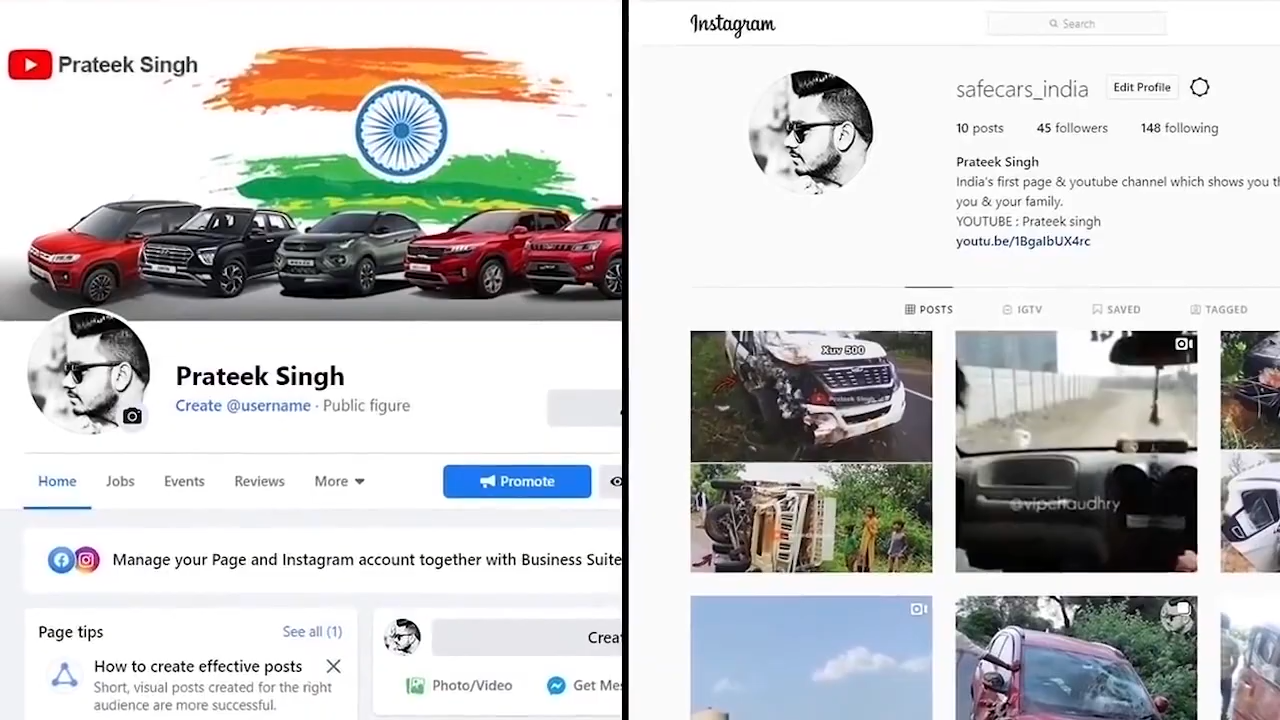 Prateek Singh
Prateek Singh
Create @username · Public figure
Home Jobs Events Reviews More
Promote
Manage your Page and Instagram account together with Business Suite
Page tips
See all (1)
How to create effective posts
Short, visual posts created for the right
audience are more successful.
Photo/Video
Instagram
Search
safecars_india
Edit Profile
10 posts 45 followers 148 following
Prateek Singh
India's first page & youtube channel which shows you
you & your family.
YOUTUBE : Prateek singh
youtu.be/1BgaIbUX4rc
POSTS IGTV SAVED TAGGED
Xuv 500
Prateek Singh
@vipchaudhry